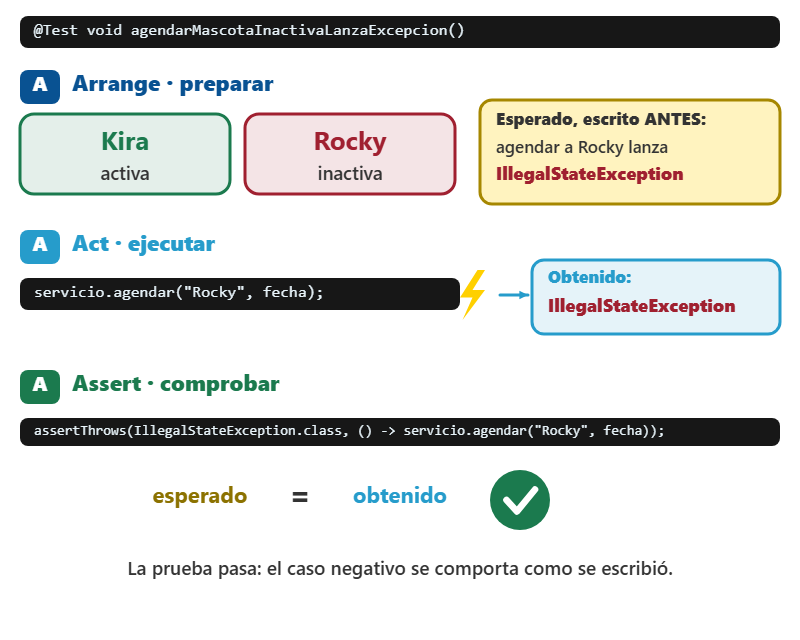 @Test void agendarMascotaInactivaLanzaExcepcion()
A Arrange · preparar
Kira
activa
Rocky
inactiva
Esperado, escrito ANTES:
agendar a Rocky lanza
IllegalStateException
A Act · ejecutar
servicio.agendar("Rocky", fecha);
Obtenido:
IllegalStateException
A Assert · comprobar
assertThrows(IllegalStateException.class, () -> servicio.agendar("Rocky", fecha));
esperado = obtenido
La prueba pasa: el caso negativo se comporta como se escribió.